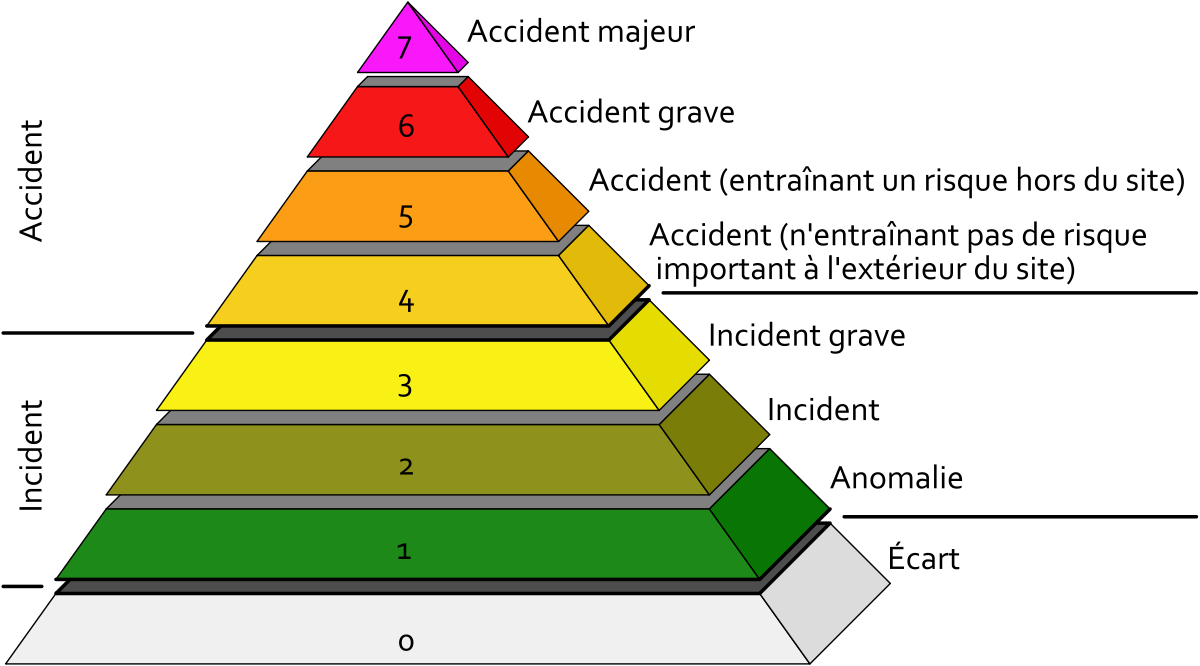 7
Accident majeur
6
Accident grave
5
Accident (entraînant un risque hors du site)
4
Accident (n'entraînant pas de risque
important à l'extérieur du site)
Accident
3
Incident grave
2
Incident
1
Anomalie
Incident
0
Écart